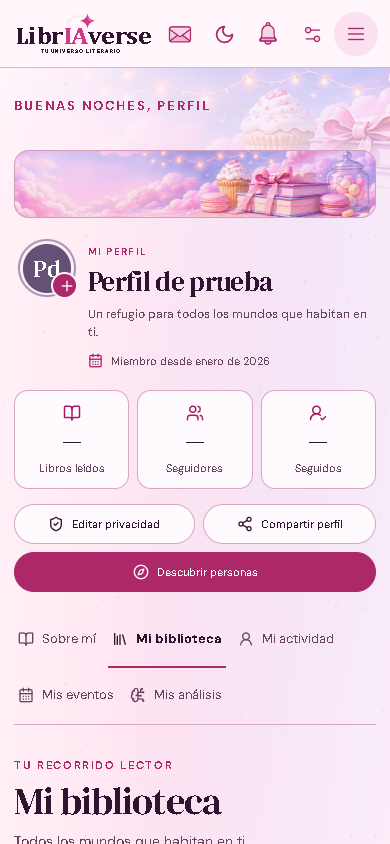 LibrIAverse
TU UNIVERSO LITERARIO
BUENAS NOCHES, PERFIL
Pd
MI PERFIL
Perfil de prueba
Un refugio para todos los mundos que habitan en
ti.
Miembro desde enero de 2026
— — —
Libros leídos Seguidores Seguidos
Editar privacidad Compartir perfil
Descubrir personas
Sobre mí Mi biblioteca Mi actividad
Mis eventos Mis análisis
TU RECORRIDO LECTOR
Mi biblioteca
Todos los mundos que habitan en ti